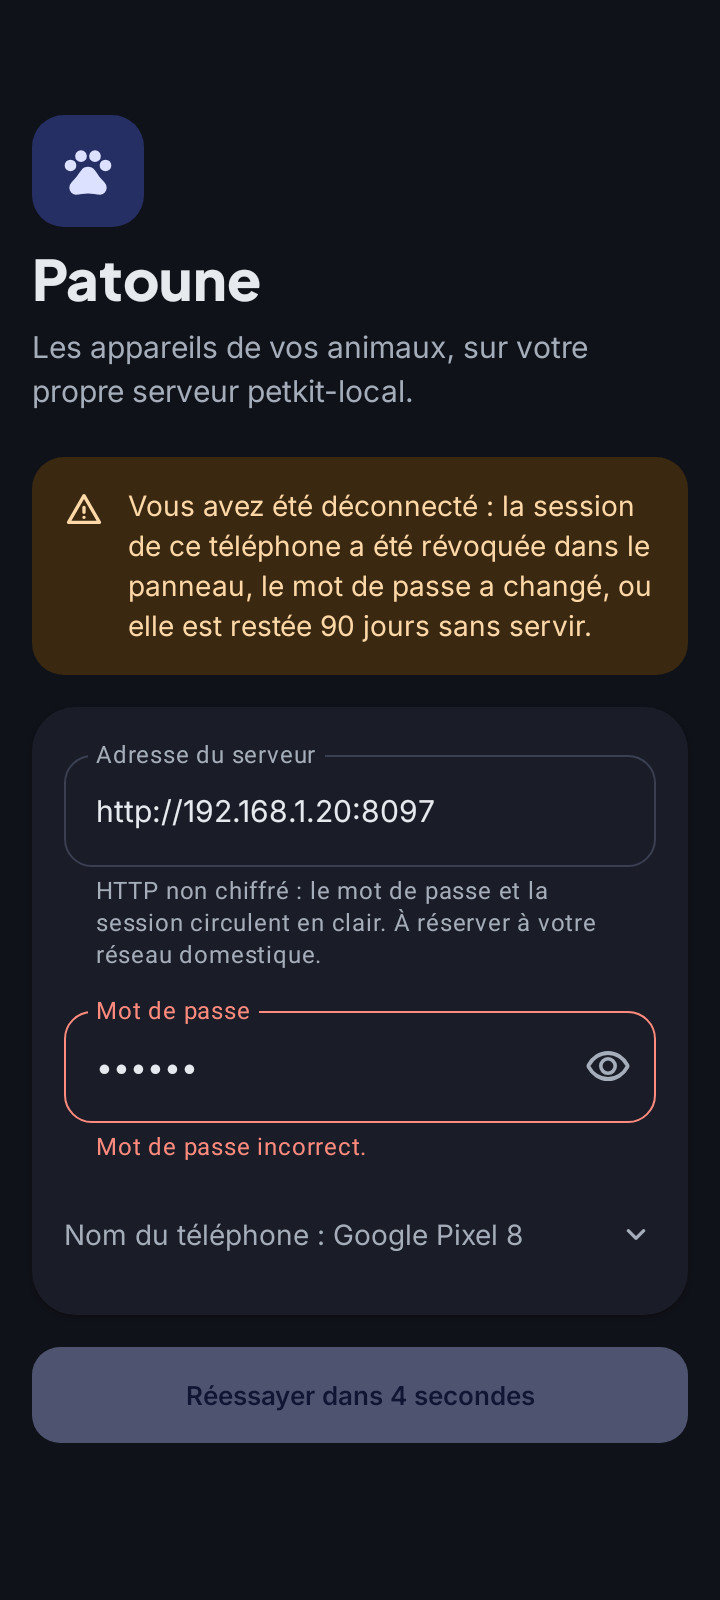 Patoune
Les appareils de vos animaux, sur votre
propre serveur petkit-local.
Vous avez été déconnecté : la session
de ce téléphone a été révoquée dans le
panneau, le mot de passe a changé, ou
elle est restée 90 jours sans servir.
Adresse du serveur
http://192.168.1.20:8097
HTTP non chiffré : le mot de passe et la
session circulent en clair. À réserver à votre
réseau domestique.
Mot de passe
••••••
Mot de passe incorrect.
Nom du téléphone : Google Pixel 8
Réessayer dans 4 secondes